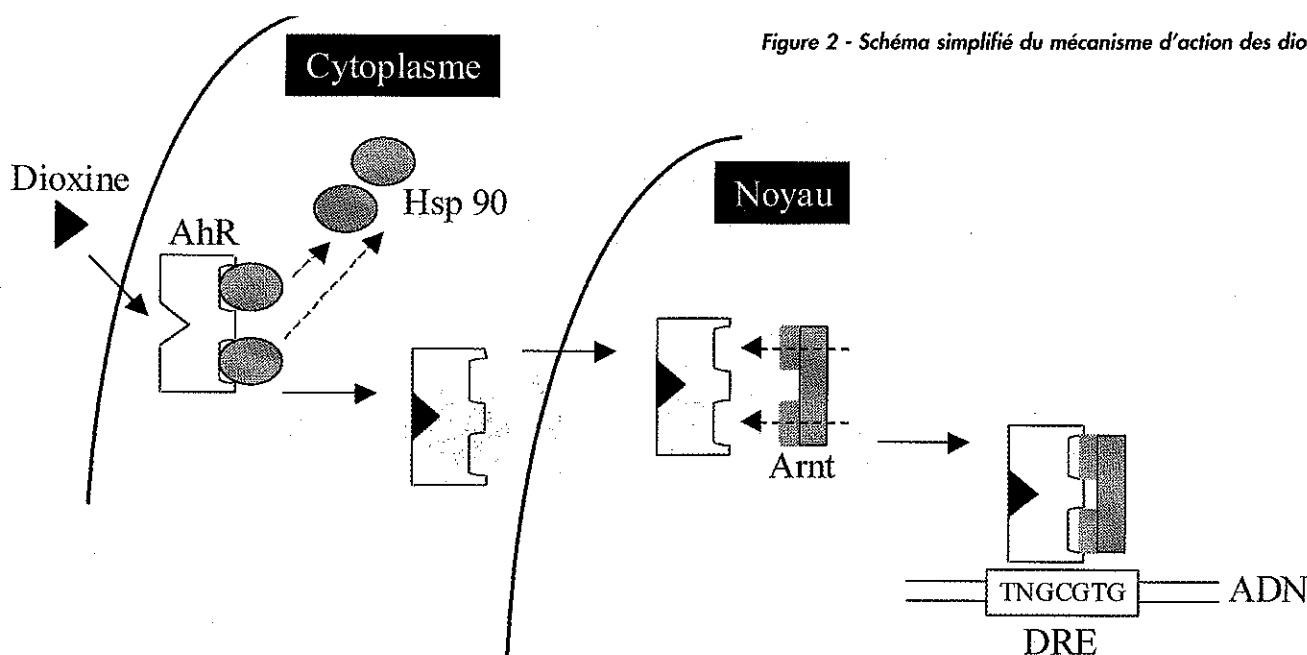 Figure 2 - Schéma simplifié du mécanisme d'action des dio
Cytoplasme
Dioxine
AhR
Hsp 90
Noyau
Arnt
TNGCGTG
ADN
DRE